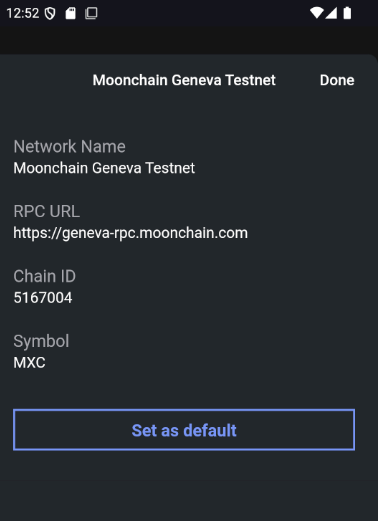 12:52
Moonchain Geneva Testnet Done
Network Name
Moonchain Geneva Testnet
RPC URL
https://geneva-rpc.moonchain.com
Chain ID
5167004
Symbol
MXC
Set as default